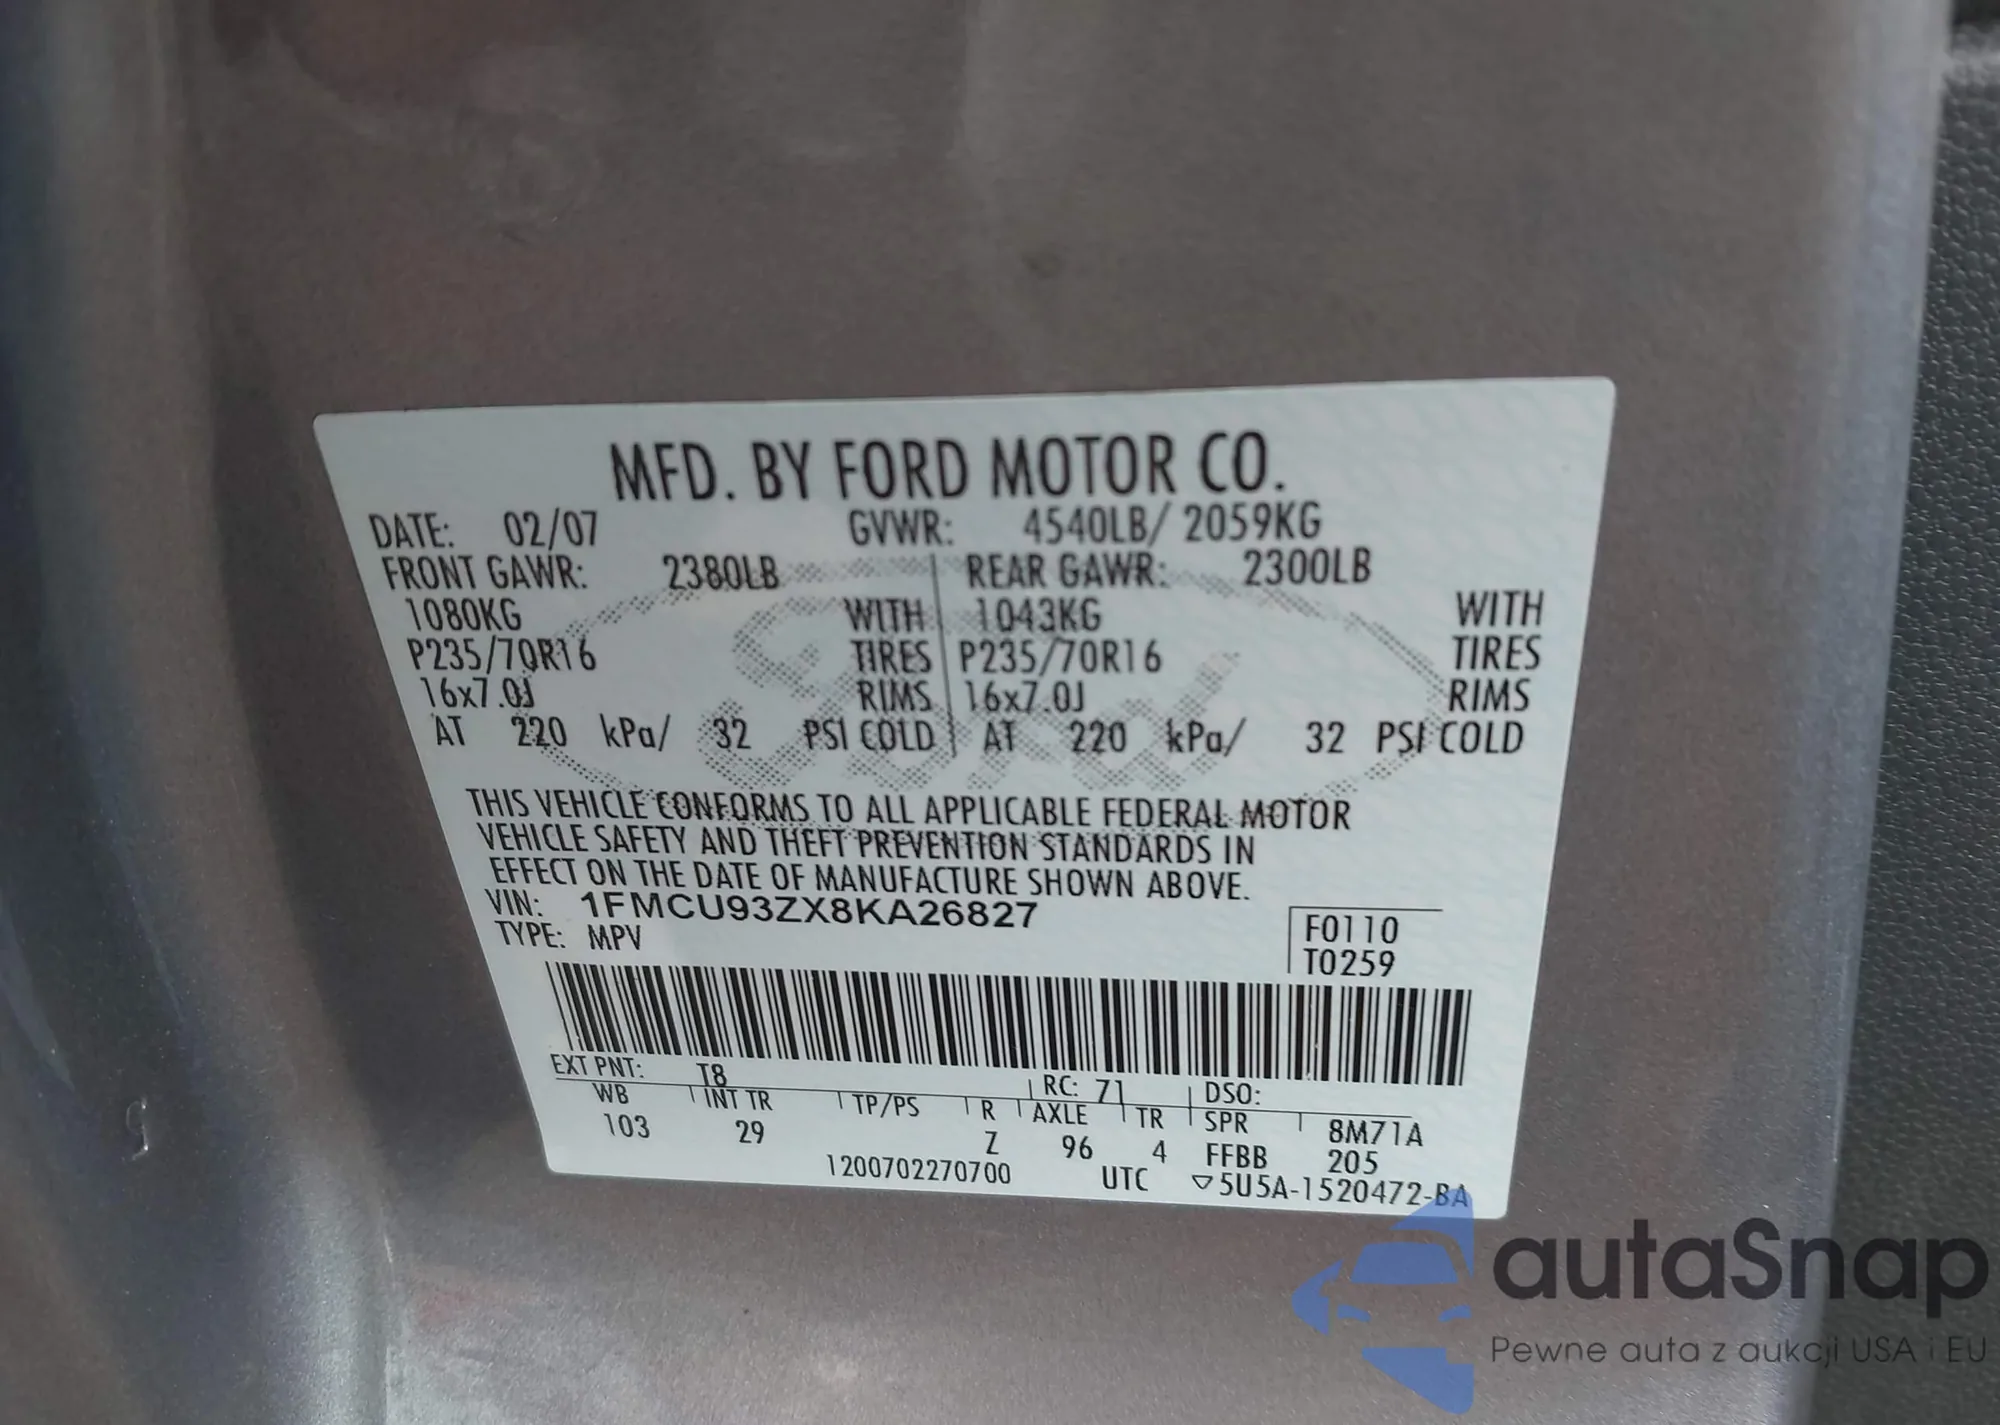 MFD. BY FORD MOTOR CO.
DATE: 02/07 GVWR: 4540LB/ 2059KG
FRONT GAWR: 2380LB REAR GAWR: 2300LB
1080KG WITH 1043KG WITH
P235/70R16 TIRES P235/70R16 TIRES
16x7.0J RIMS 16x7.0J RIMS
AT 220 kPa/ 32 PSI COLD AT 220 kPa/ 32 PSI COLD
Ford
THIS VEHICLE CONFORMS TO ALL APPLICABLE FEDERAL MOTOR
VEHICLE SAFETY AND THEFT PREVENTION STANDARDS IN
EFFECT ON THE DATE OF MANUFACTURE SHOWN ABOVE.
VIN: 1FMCU93ZX8KA26827
TYPE: MPV
F0110
T0259
EXT PNT: T8 RC: 71 DSO:
WB INT TR TP/PS R AXLE TR SPR 8M71A
103 29 Z 96 4 FFBB 205
1200702270700 UTC ▽5U5A-1520472-BA
autaSnap
Pewne auta z aukcji USA i EU